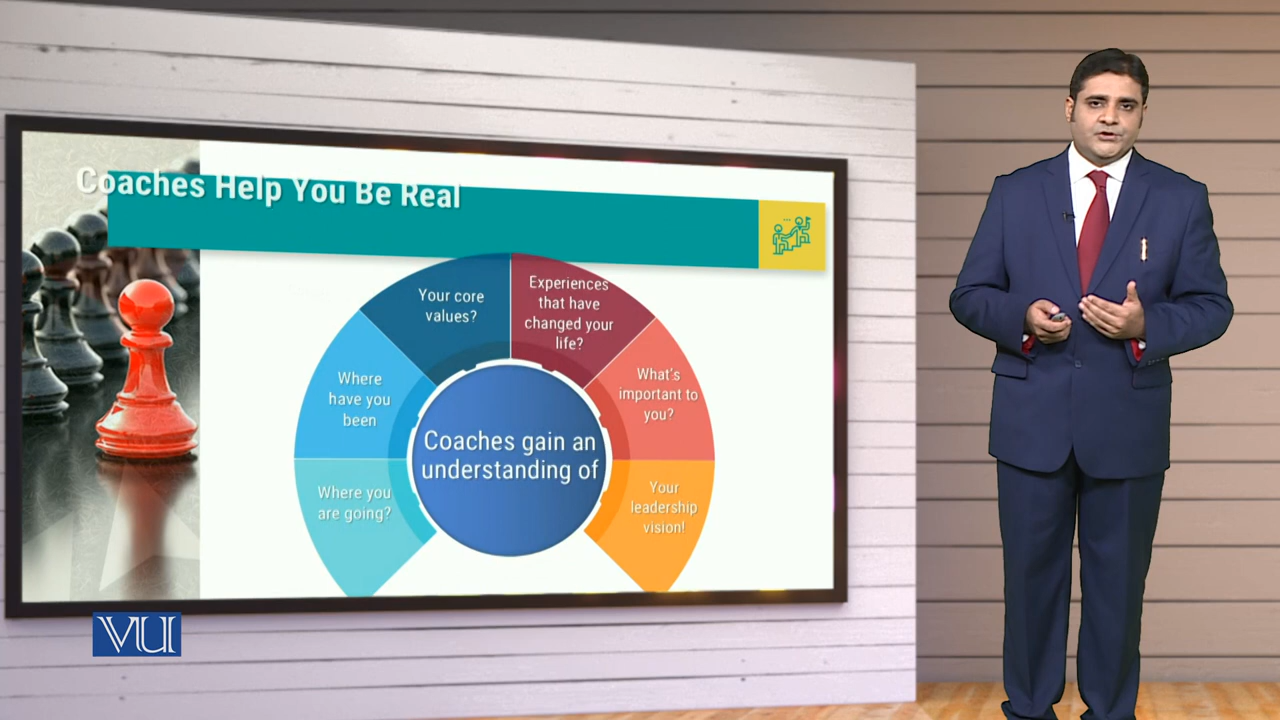 Coaches Help You Be Real
Your core
values?
Experiences
that have
changed your
life?
Where
have you
been
What's
important to
you?
Coaches gain an
understanding of
Where you
are going?
Your
leadership
vision!
VU